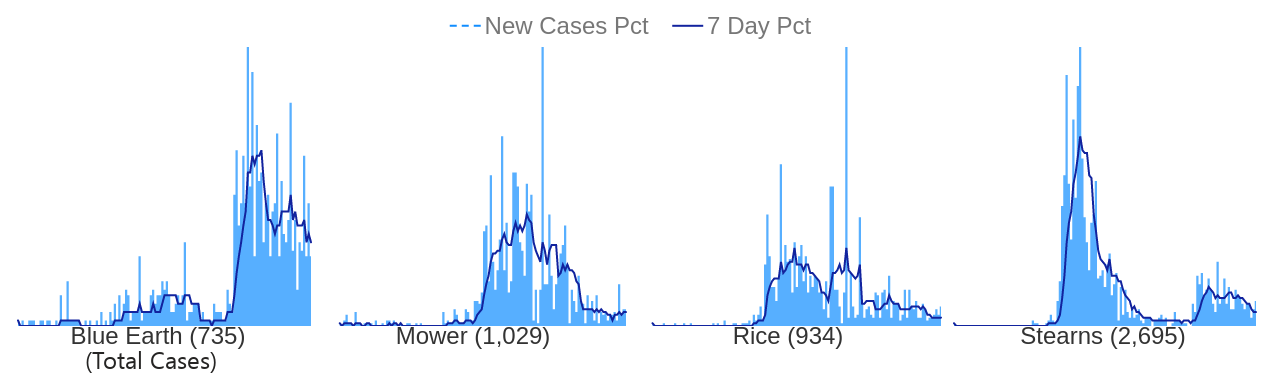 New Cases Pct 7 Day Pct
Blue Earth (735) Mower (1,029) Rice (934) Stearns (2,695)
(Total Cases)